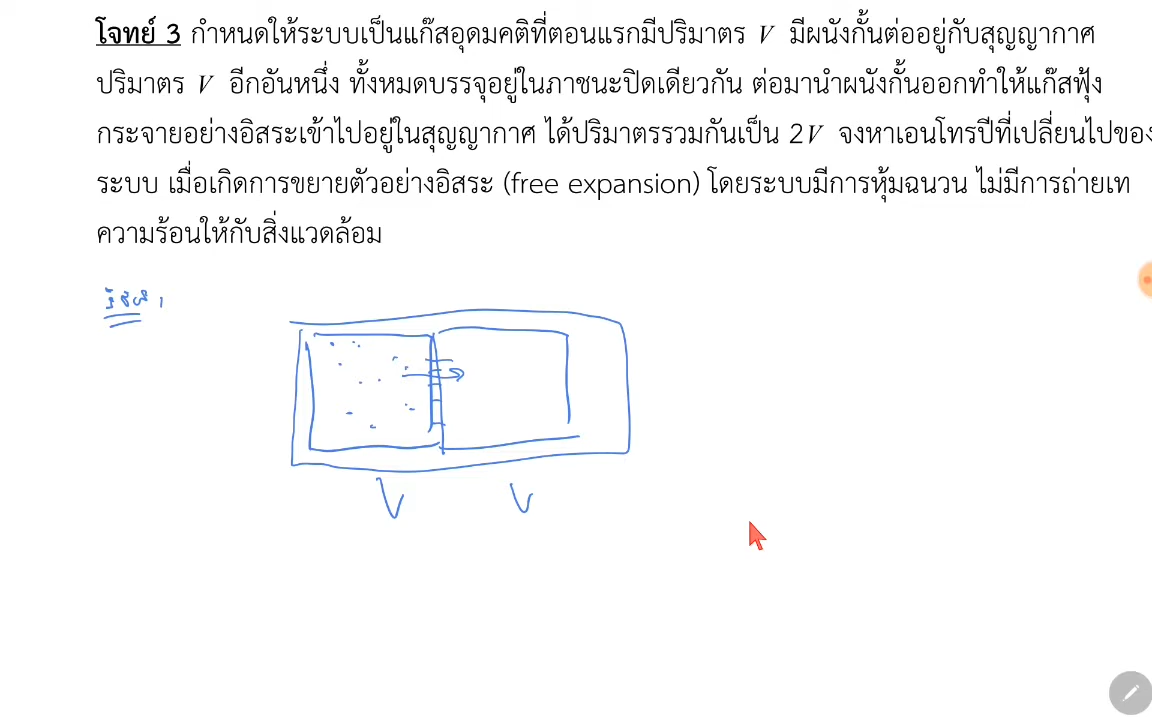 โจทย์ 3 กำหนดให้ระบบเป็นแก๊สอุดมคติที่ตอนแรกมีปริมาตร V มีผนังกั้นต่ออยู่กับสุญญากาศ
ปริมาตร V อีกอันหนึ่ง ทั้งหมดบรรจุอยู่ในภาชนะปิดเดียวกัน ต่อมานำผนังกั้นออกทำให้แก๊สฟุ้ง
กระจายอย่างอิสระเข้าไปอยู่ในสุญญากาศ ได้ปริมาตรรวมกันเป็น 2V จงหาเอนโทรปีที่เปลี่ยนไปของ
ระบบ เมื่อเกิดการขยายตัวอย่างอิสระ (free expansion) โดยระบบมีการหุ้มฉนวน ไม่มีการถ่ายเท
ความร้อนให้กับสิ่งแวดล้อม
V V